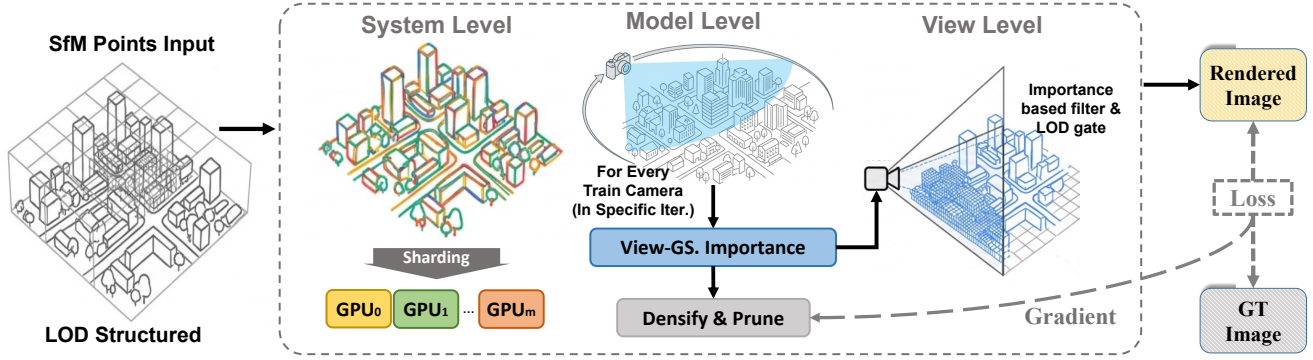 SfM Points Input
LOD Structured
System Level
Sharding
GPU₀ GPU₁ ... GPUₘ
Model Level
For Every
Train Camera
(In Specific Iter.)
View-GS. Importance
Densify & Prune
View Level
Importance
based filter &
LOD gate
Gradient
Rendered
Image
Loss
GT
Image